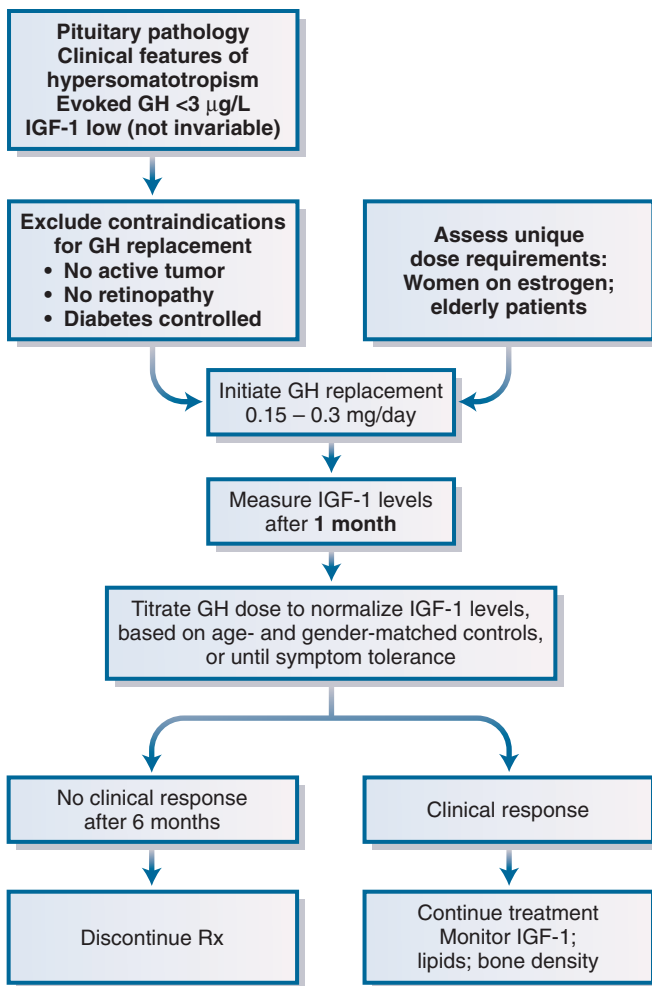 Pituitary pathology
Clinical features of
hypersomatotropism
Evoked GH <3 μg/L
IGF-1 low (not invariable)
Exclude contraindications
for GH replacement
• No active tumor
• No retinopathy
• Diabetes controlled
Assess unique
dose requirements:
Women on estrogen;
elderly patients
Initiate GH replacement
0.15 – 0.3 mg/day
Measure IGF-1 levels
after 1 month
Titrate GH dose to normalize IGF-1 levels,
based on age- and gender-matched controls,
or until symptom tolerance
No clinical response
after 6 months
Clinical response
Discontinue Rx
Continue treatment
Monitor IGF-1;
lipids; bone density